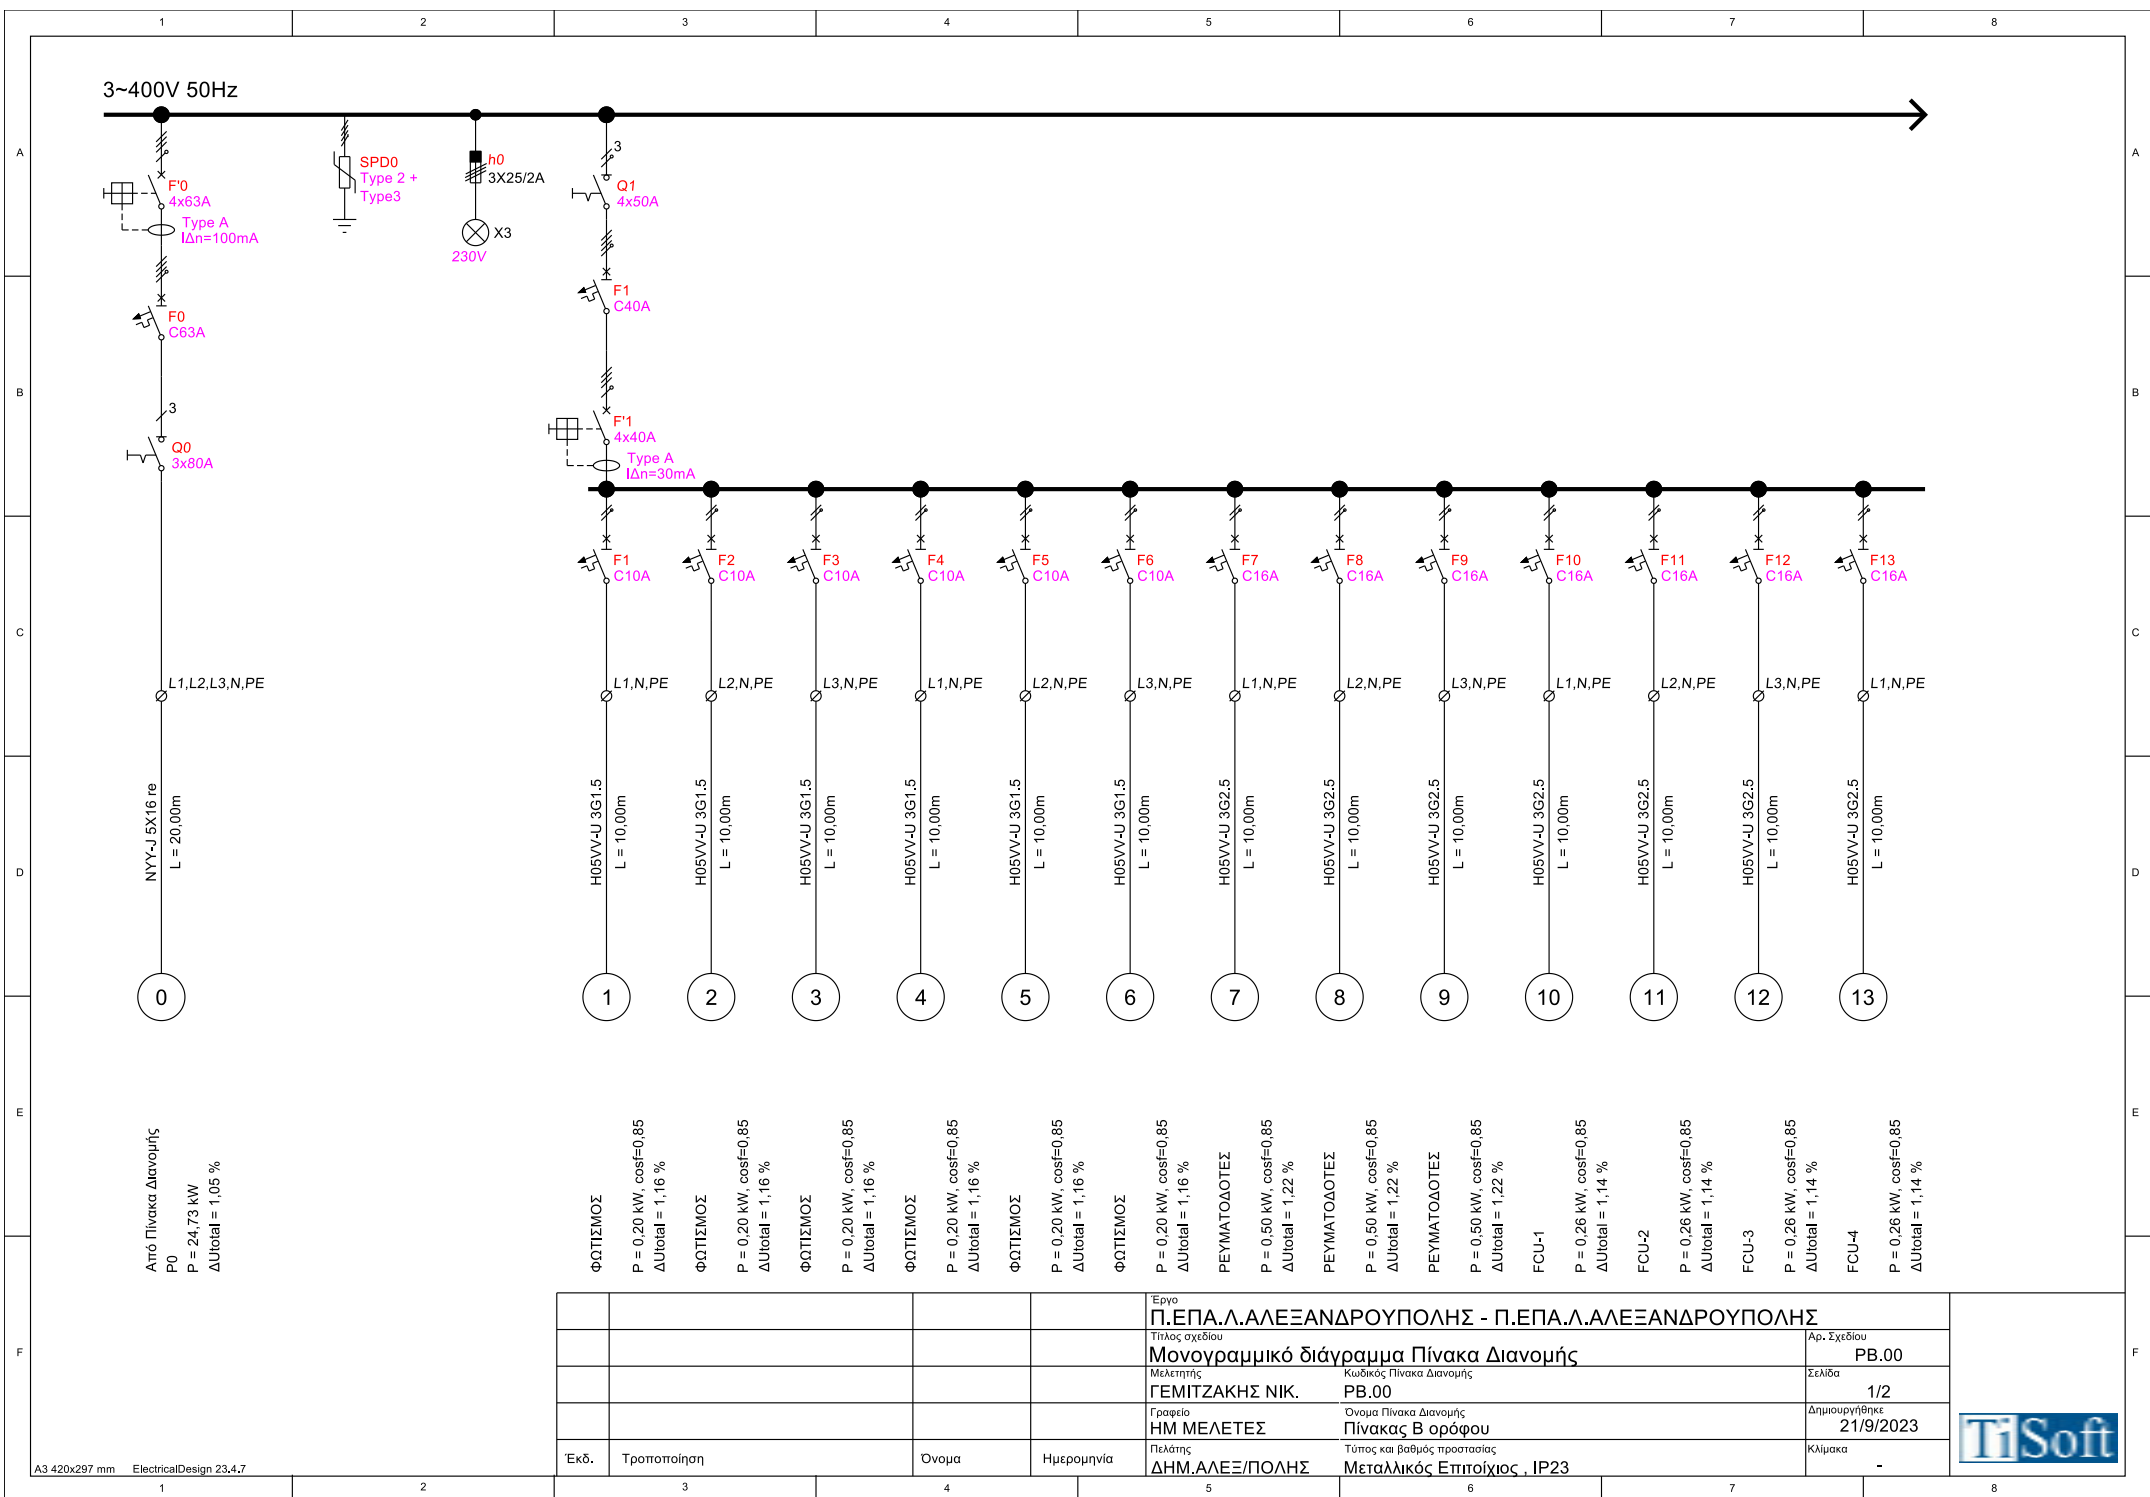 1 2 3 4 5 6 7 8
3~400V 50Hz
A A
F'0
4x63A
Type A
IΔn=100mA
SPD0
Type 2 +
Type3
h0
3X25/2A
X3
230V
3
Q1
4x50A
F0
C63A
F1
C40A
B B
3
Q0
3x80A
F'1
4x40A
Type A
IΔn=30mA
F1 F2 F3 F4 F5 F6 F7 F8 F9 F10 F11 F12 F13
C10A C10A C10A C10A C10A C10A C16A C16A C16A C16A C16A C16A C16A
C C
L1,L2,L3,N,PE L1,N,PE L2,N,PE L3,N,PE L1,N,PE L2,N,PE L3,N,PE L1,N,PE L2,N,PE L3,N,PE L1,N,PE L2,N,PE L3,N,PE L1,N,PE
D D
NYY-J 5X16 re
L = 20,00m
H05VV-U 3G1.5
L = 10,00m
H05VV-U 3G1.5
L = 10,00m
H05VV-U 3G1.5
L = 10,00m
H05VV-U 3G1.5
L = 10,00m
H05VV-U 3G1.5
L = 10,00m
H05VV-U 3G1.5
L = 10,00m
H05VV-U 3G2.5
L = 10,00m
H05VV-U 3G2.5
L = 10,00m
H05VV-U 3G2.5
L = 10,00m
H05VV-U 3G2.5
L = 10,00m
H05VV-U 3G2.5
L = 10,00m
H05VV-U 3G2.5
L = 10,00m
H05VV-U 3G2.5
L = 10,00m
0 1 2 3 4 5 6 7 8 9 10 11 12 13
E E
Από Πίνακα Διανομής
P0
P = 24,73 kW
ΔUtotal = 1,05 %
ΦΩΤΙΣΜΟΣ
P = 0,20 kW, cosf=0,85
ΔUtotal = 1,16 %
ΦΩΤΙΣΜΟΣ
P = 0,20 kW, cosf=0,85
ΔUtotal = 1,16 %
ΦΩΤΙΣΜΟΣ
P = 0,20 kW, cosf=0,85
ΔUtotal = 1,16 %
ΦΩΤΙΣΜΟΣ
P = 0,20 kW, cosf=0,85
ΔUtotal = 1,16 %
ΦΩΤΙΣΜΟΣ
P = 0,20 kW, cosf=0,85
ΔUtotal = 1,16 %
ΦΩΤΙΣΜΟΣ
P = 0,20 kW, cosf=0,85
ΔUtotal = 1,16 %
ΡΕΥΜΑΤΟΔΟΤΕΣ
P = 0,50 kW, cosf=0,85
ΔUtotal = 1,22 %
ΡΕΥΜΑΤΟΔΟΤΕΣ
P = 0,50 kW, cosf=0,85
ΔUtotal = 1,22 %
ΡΕΥΜΑΤΟΔΟΤΕΣ
P = 0,50 kW, cosf=0,85
ΔUtotal = 1,22 %
FCU-1
P = 0,26 kW, cosf=0,85
ΔUtotal = 1,14 %
FCU-2
P = 0,26 kW, cosf=0,85
ΔUtotal = 1,14 %
FCU-3
P = 0,26 kW, cosf=0,85
ΔUtotal = 1,14 %
FCU-4
P = 0,26 kW, cosf=0,85
ΔUtotal = 1,14 %
F F
Έργο
Π.ΕΠΑ.Λ.ΑΛΕΞΑΝΔΡΟΥΠΟΛΗΣ - Π.ΕΠΑ.Λ.ΑΛΕΞΑΝΔΡΟΥΠΟΛΗΣ
Τίτλος σχεδίου Αρ. Σχεδίου
Μονογραμμικό διάγραμμα Πίνακα Διανομής PB.00
Μελετητής Κωδικός Πίνακα Διανομής Σελίδα
ΓΕΜΙΤΖΑΚΗΣ ΝΙΚ. PB.00 1/2
Γραφείο Όνομα Πίνακα Διανομής Δημιουργήθηκε
ΗΜ ΜΕΛΕΤΕΣ Πίνακας Β ορόφου 21/9/2023
Έκδ. Τροποποίηση Όνομα Ημερομηνία
Πελάτης Τύπος και βαθμός προστασίας Κλίμακα
ΔΗΜ.ΑΛΕΞ/ΠΟΛΗΣ Μεταλλικός Επιτοίχιος , IP23 -
TiSoft
A3 420x297 mm ElectricalDesign 23.4.7
1 2 3 4 5 6 7 8